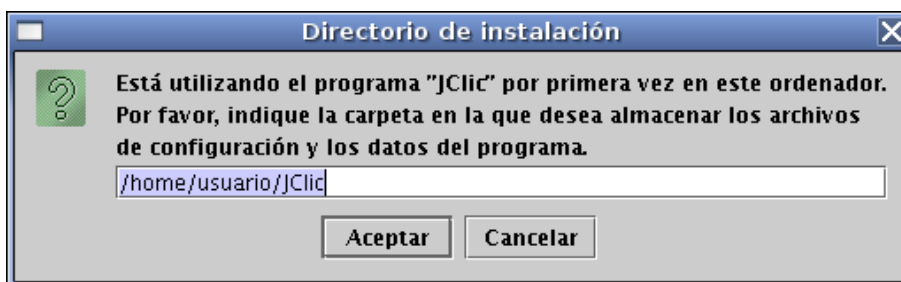 Directorio de instalación
Está utilizando el programa "JClic" por primera vez en este ordenador.
Por favor, indique la carpeta en la que desea almacenar los archivos
de configuración y los datos del programa.
/home/usuario/JClic
Aceptar Cancelar